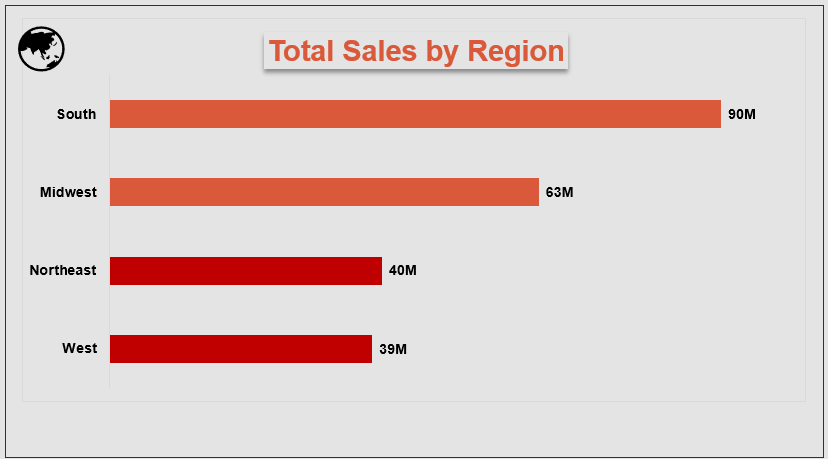 Total Sales by Region
South 90M
Midwest 63M
Northeast 40M
West 39M